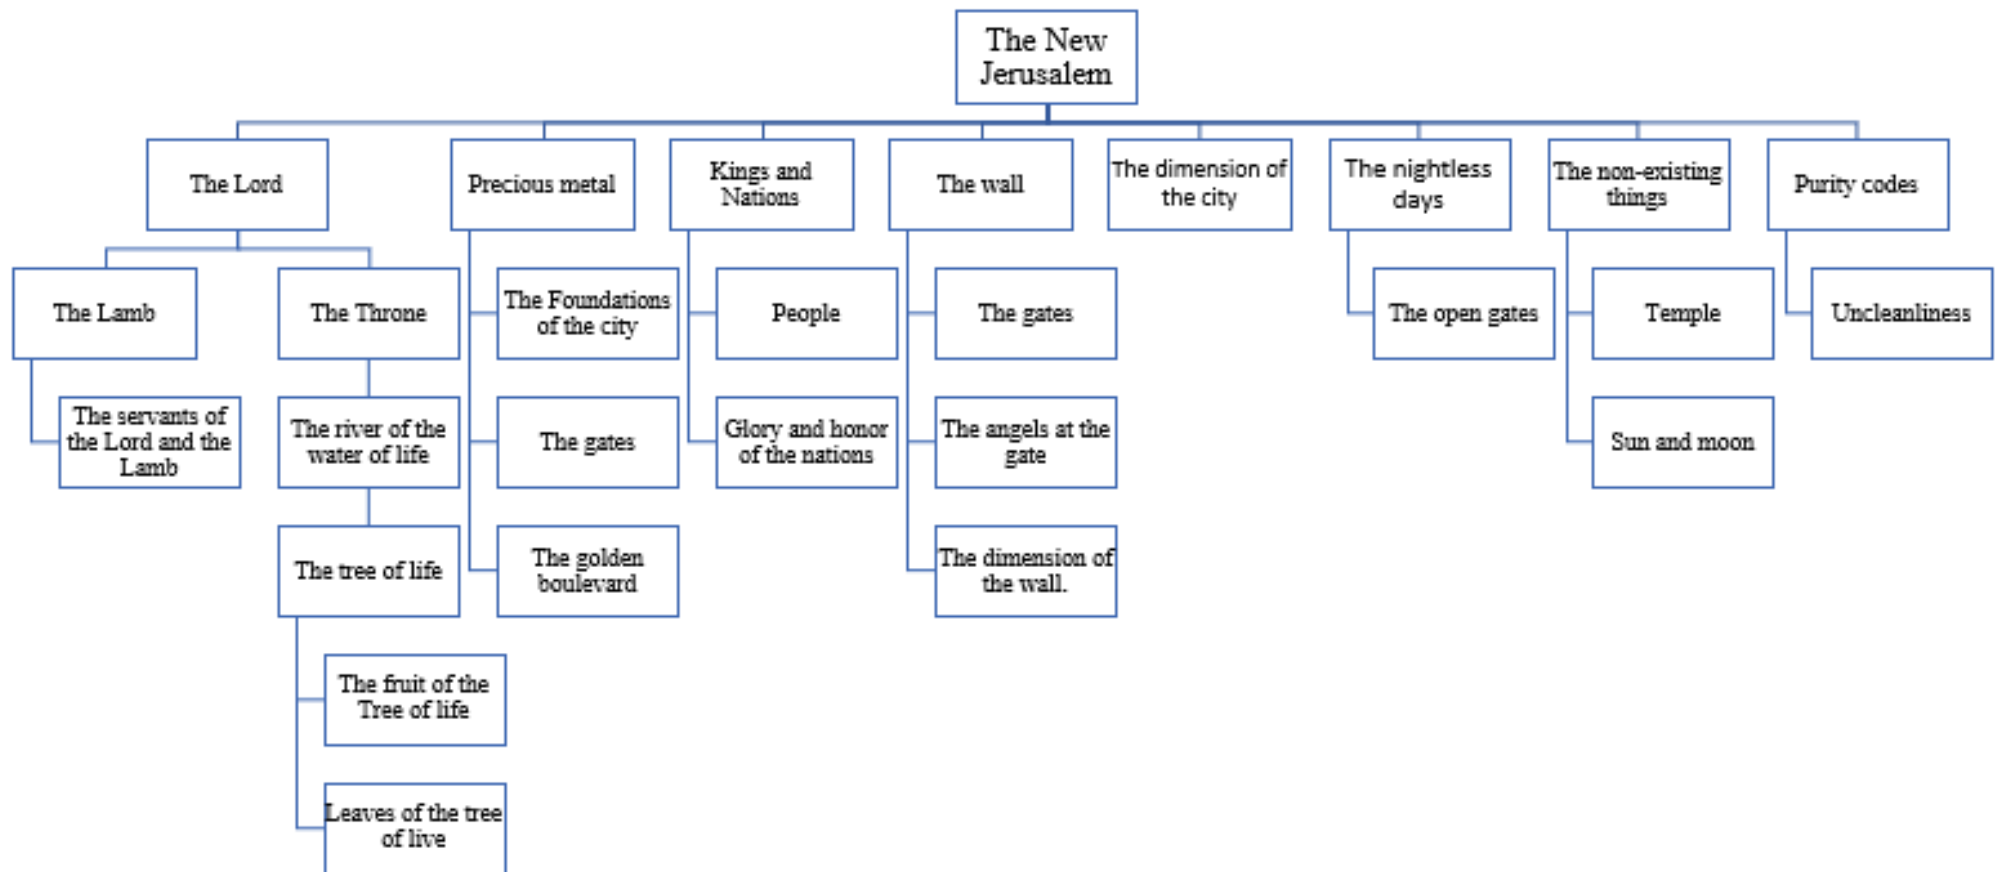 The New
Jerusalem
The Lord
Precious metal
Kings and
Nations
The wall
The dimension of
the city
The nightless
days
The non-existing
things
Purity codes
The Lamb
The Throne
The Foundations
of the city
People
The gates
The open gates
Temple
Uncleanliness
The servants of
the Lord and the
Lamb
The river of the
water of life
The gates
Glory and honor
of the nations
The angels at the
gate
Sun and moon
The tree of life
The golden
boulevard
The dimension of
the wall.
The fruit of the
Tree of life
Leaves of the tree
of live